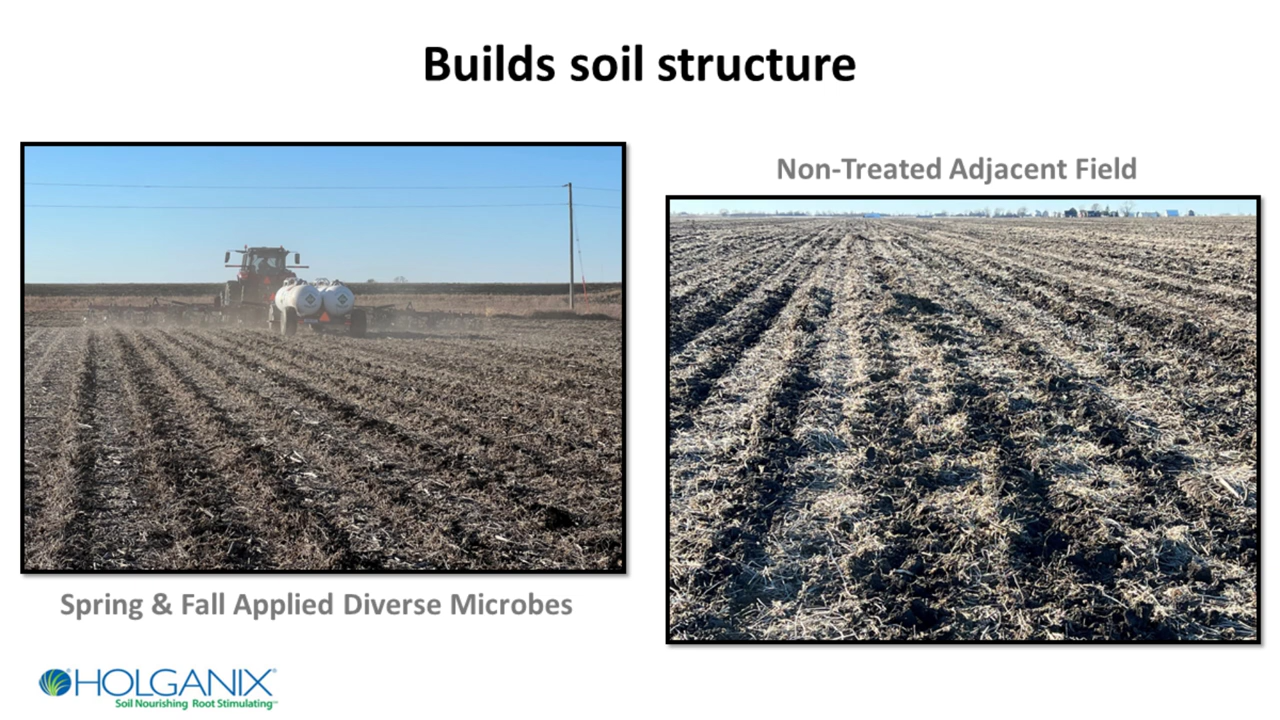 Builds soil structure
Non-Treated Adjacent Field
Spring & Fall Applied Diverse Microbes
HOLGANIX
Soil Nourishing Root Stimulating